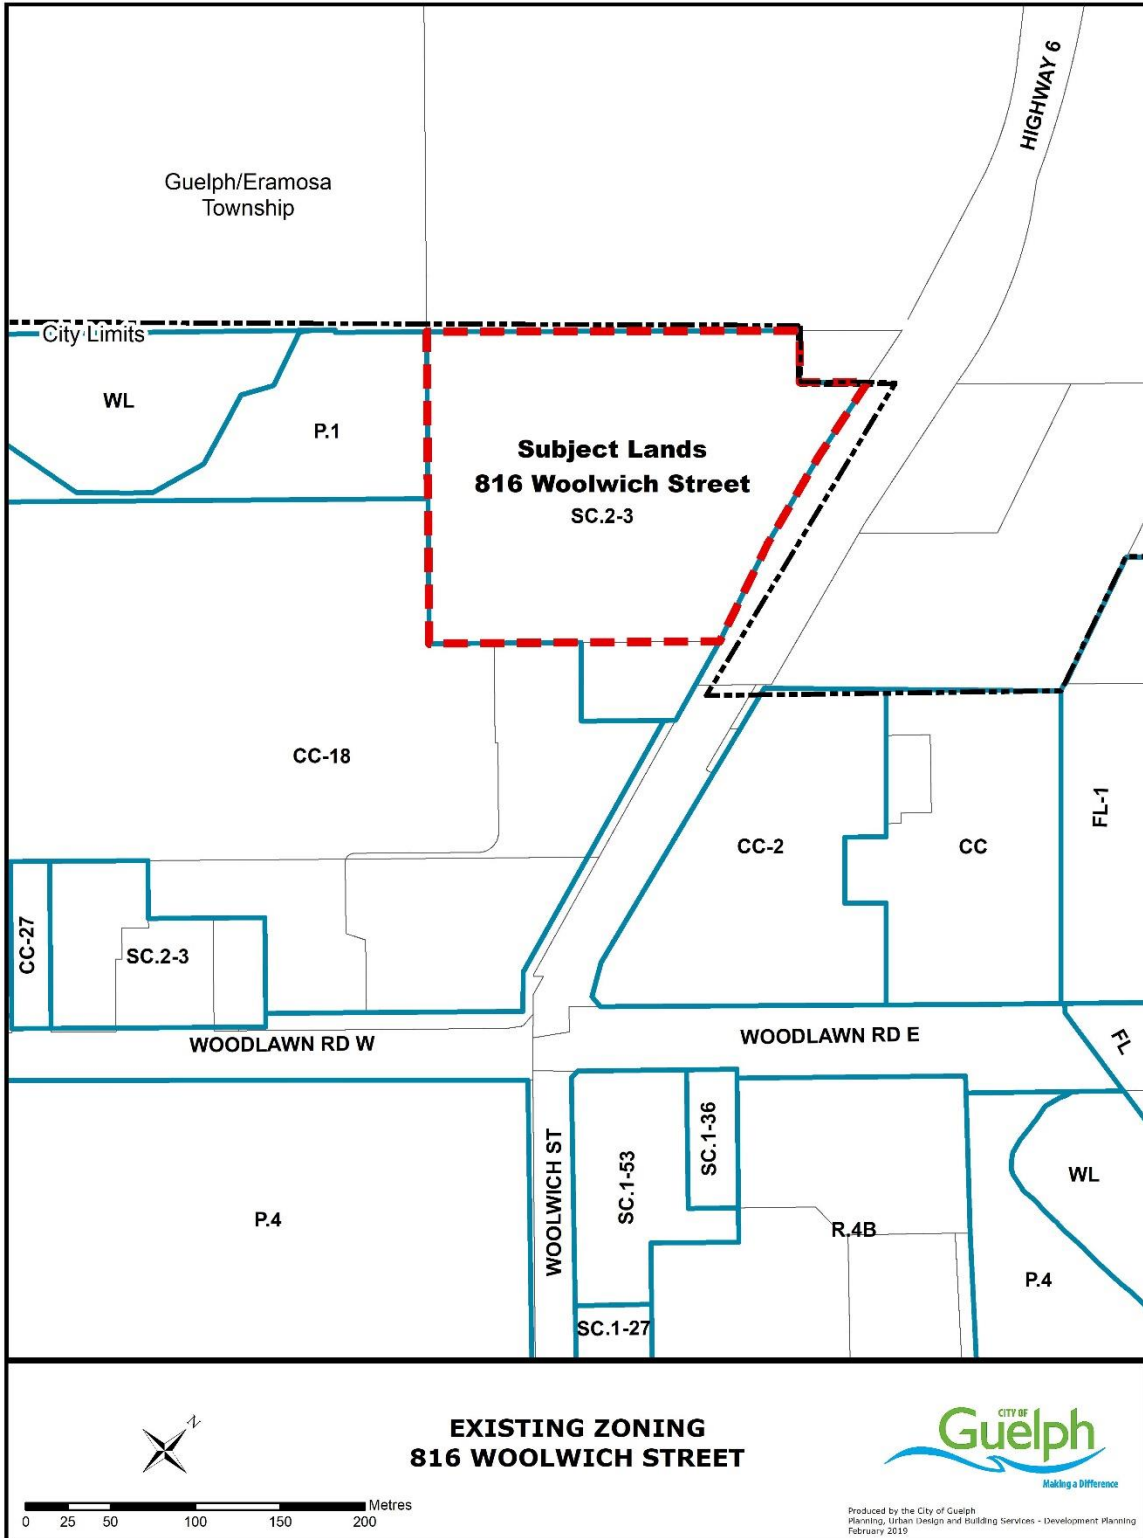 HIGHWAY 6
Guelph/Eramosa
Township
City Limits
WL
P.1
Subject Lands
816 Woolwich Street
SC.2-3
CC-18
CC-2
CC
FL-1
CC-27
SC.2-3
WOODLAWN RD W
WOODLAWN RD E
FL
WOOLWICH ST
SC.1-53
SC.1-36
WL
P.4
R.4B
P.4
SC.1-27
N
EXISTING ZONING
816 WOOLWICH STREET
CITY OF
Guelph
Making a Difference
Metres
0 25 50 100 150 200
Produced by the City of Guelph
Planning, Urban Design and Building Services - Development Planning
February 2019